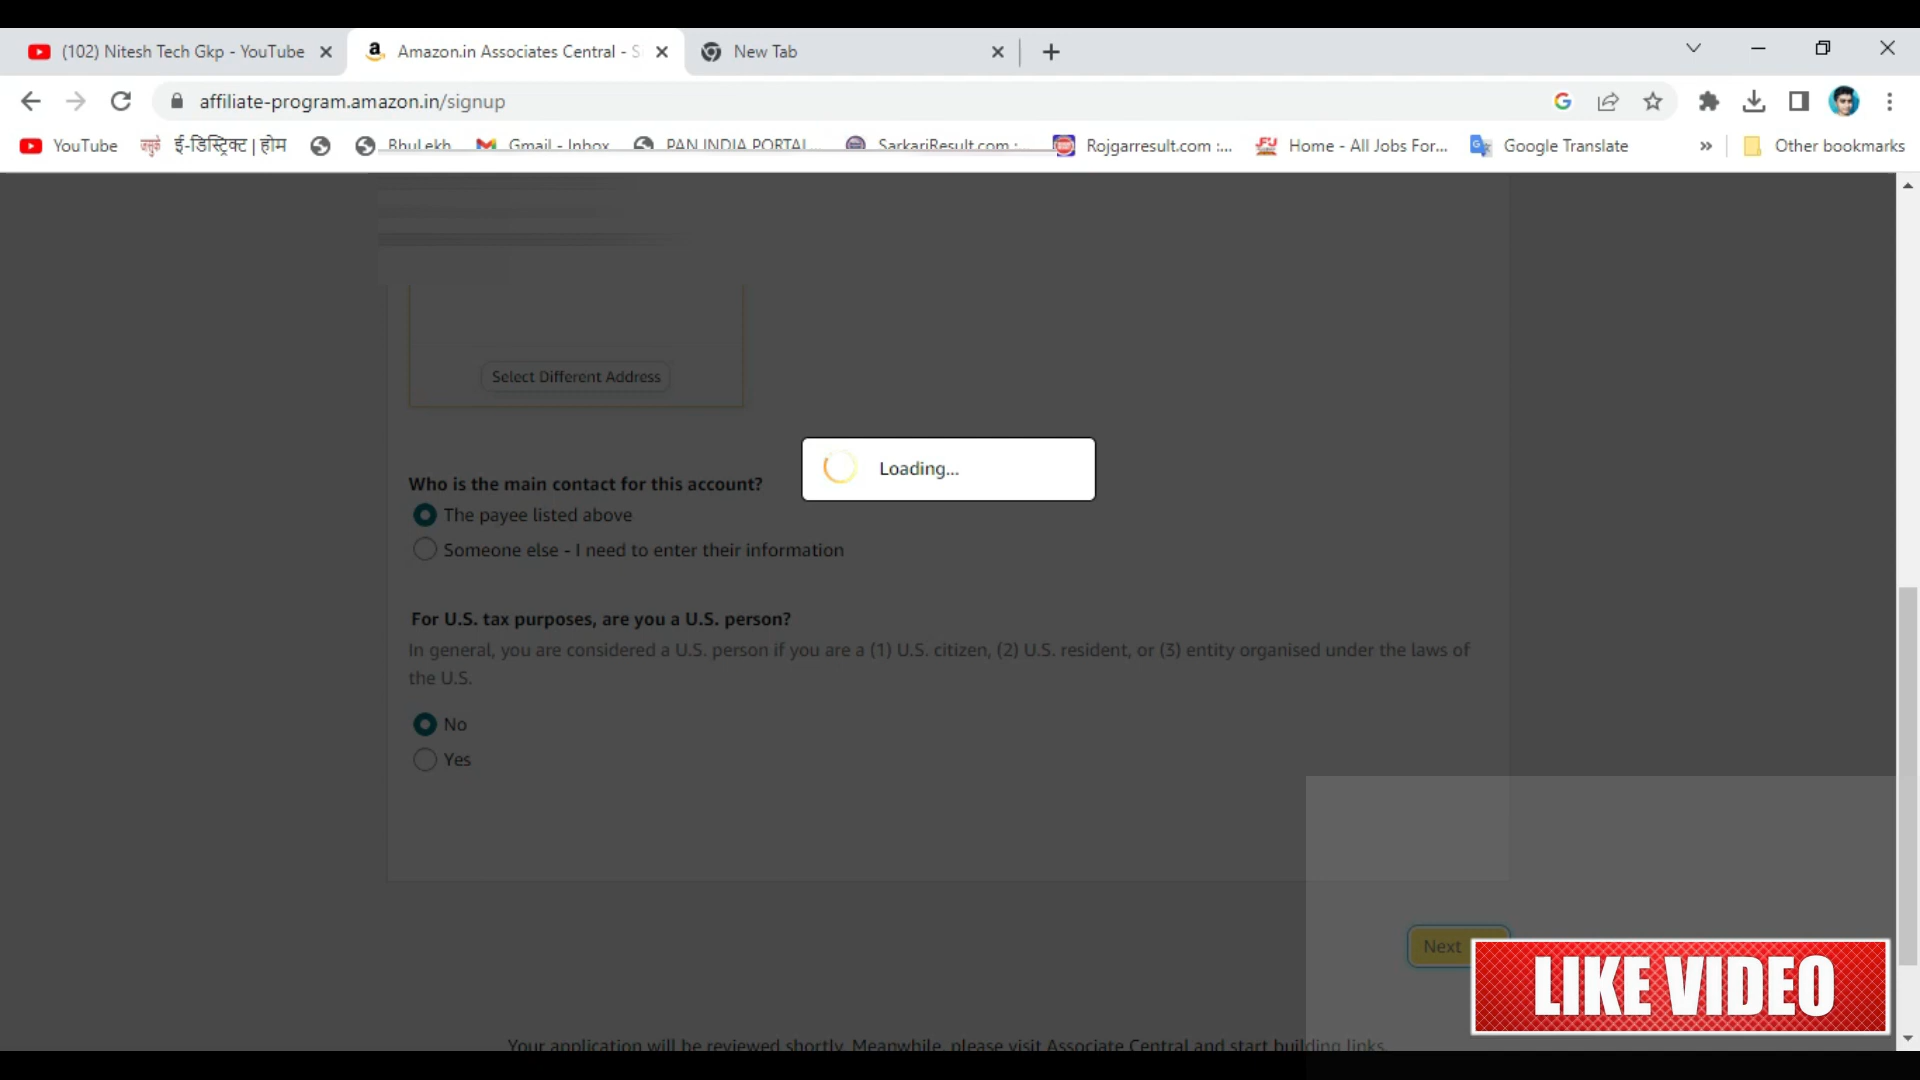 (102) Nitesh Tech Gkp - YouTube
Amazon.in Associates Central - S
New Tab
affiliate-program.amazon.in/signup
YouTube
ई-डिस्ट्रिक्ट | होम
BhuLekh
Gmail - Inbox
PAN INDIA PORTAL...
SarkariResult.com :...
Rojgarresult.com :...
Home - All Jobs For...
Google Translate
»
Other bookmarks
Select Different Address
Loading...
Who is the main contact for this account?
The payee listed above
Someone else - I need to enter their information
For U.S. tax purposes, are you a U.S. person?
In general, you are considered a U.S. person if you are a (1) U.S. citizen, (2) U.S. resident, or (3) entity organised under the laws of
the U.S.
No
Yes
Next
LIKE VIDEO
Your application will be reviewed shortly. Meanwhile, please visit Associate Central and start building links.